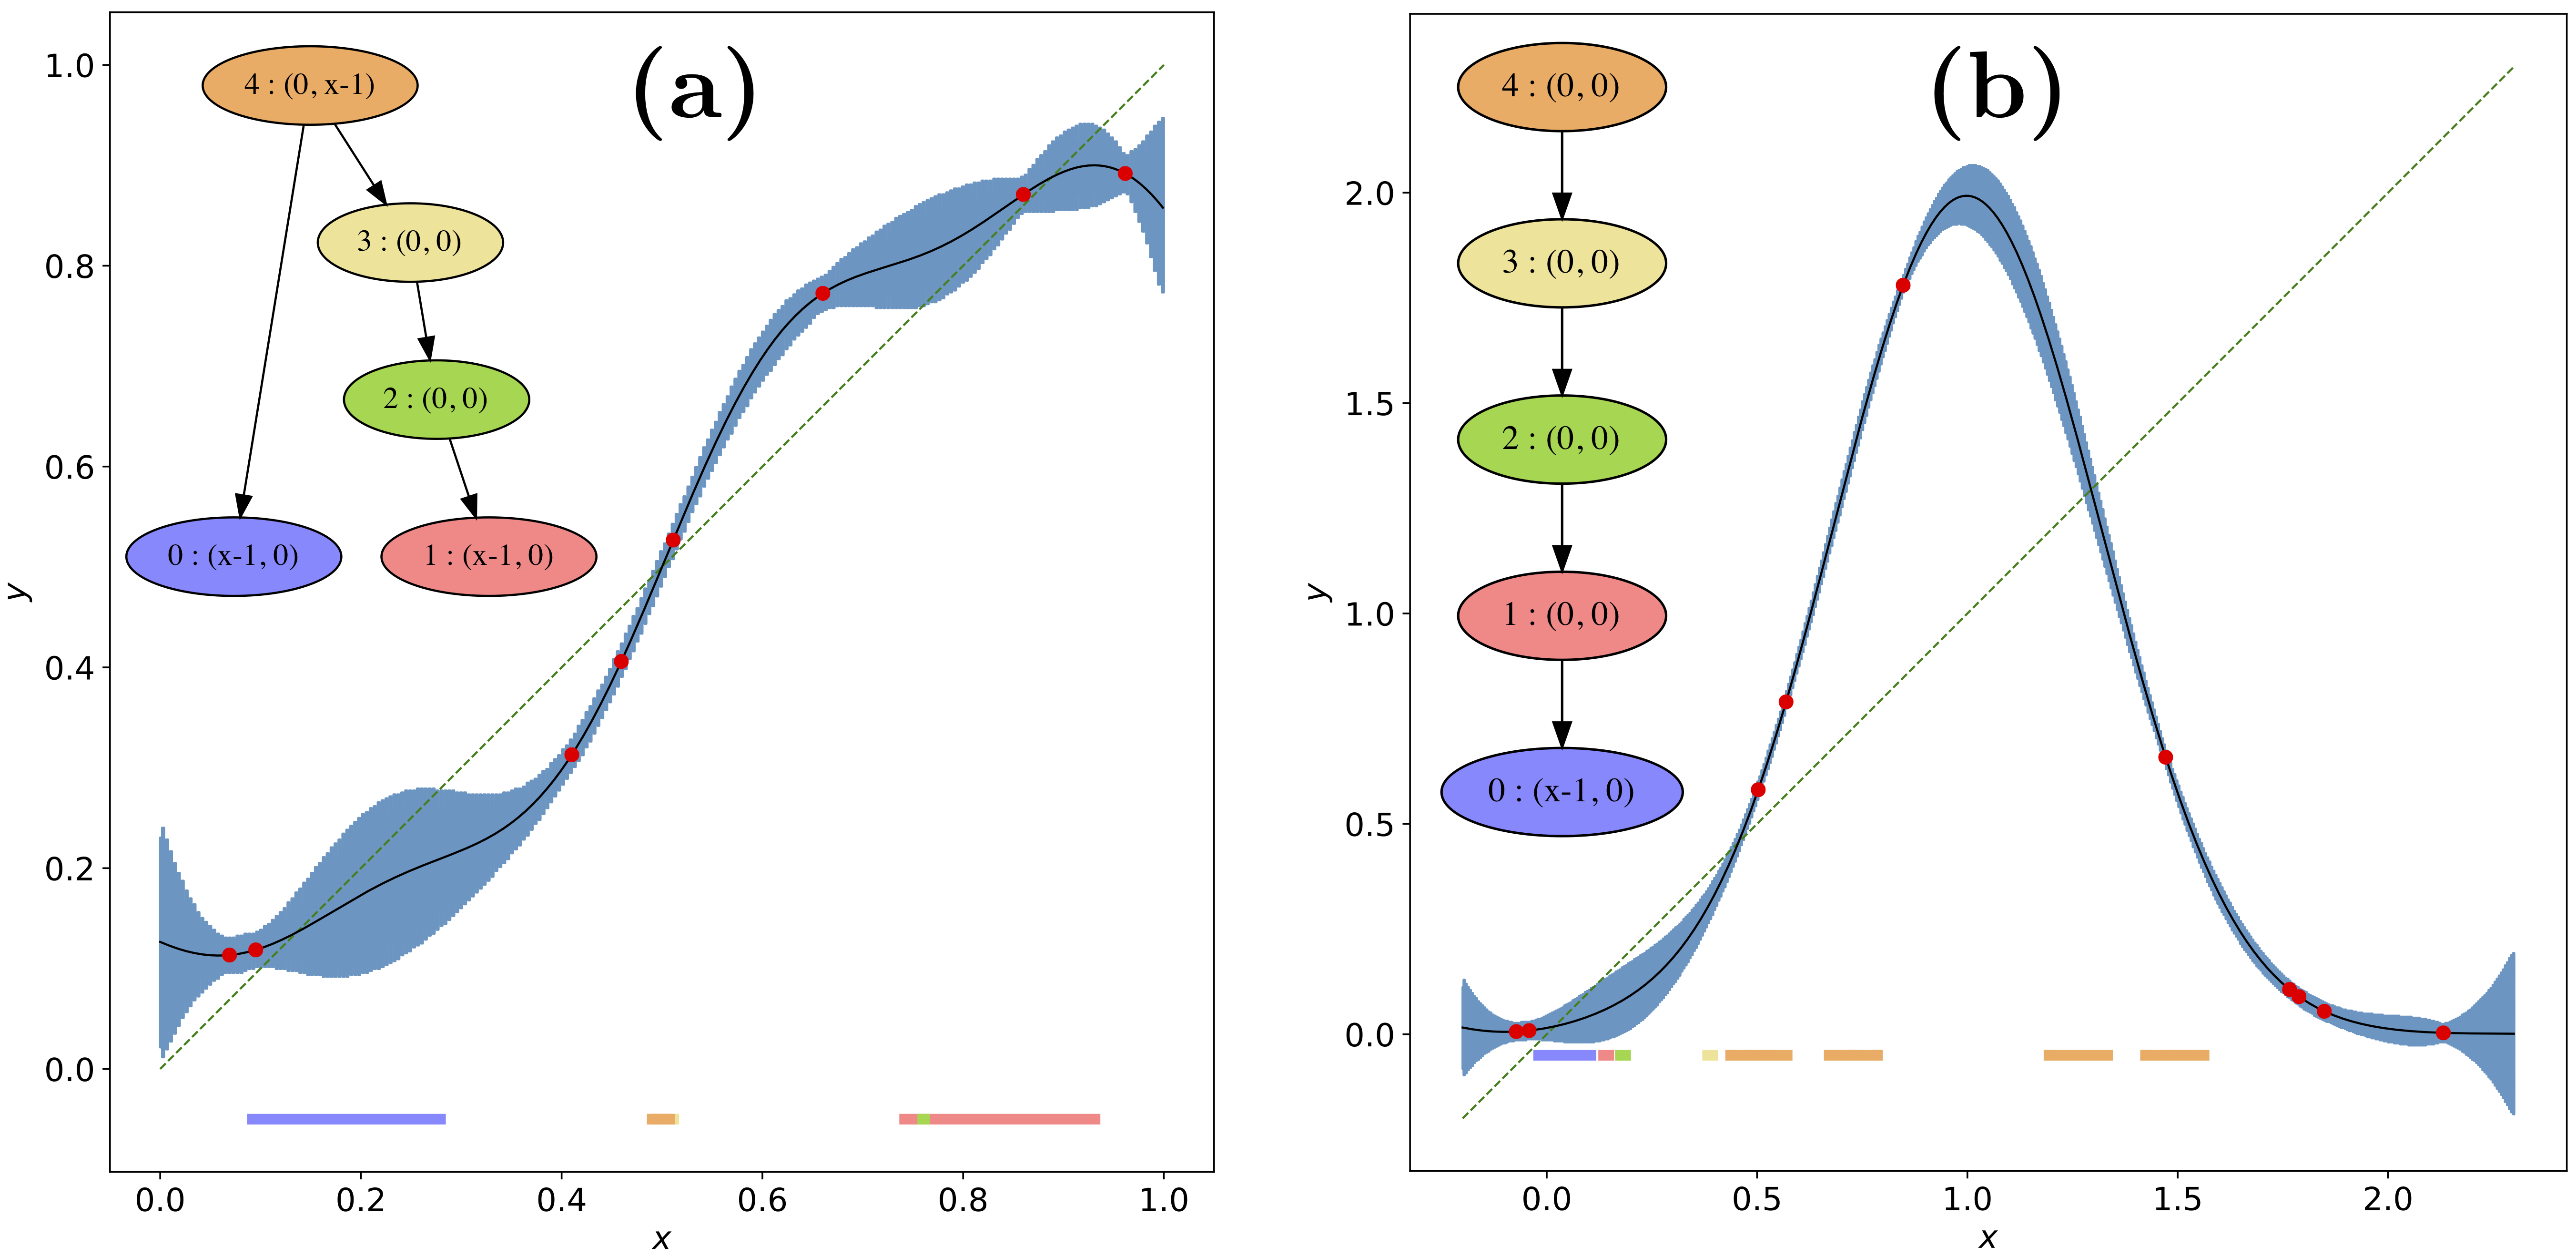 (a)
4 : (0, x-1)
3 : (0, 0)
2 : (0, 0)
0 : (x-1, 0)
1 : (x-1, 0)
1.0
0.8
0.6
0.4
0.2
0.0
y
0.0 0.2 0.4 0.6 0.8 1.0
x
(b)
4 : (0, 0)
3 : (0, 0)
2 : (0, 0)
1 : (0, 0)
0 : (x-1, 0)
2.0
1.5
1.0
0.5
0.0
y
0.0 0.5 1.0 1.5 2.0
x